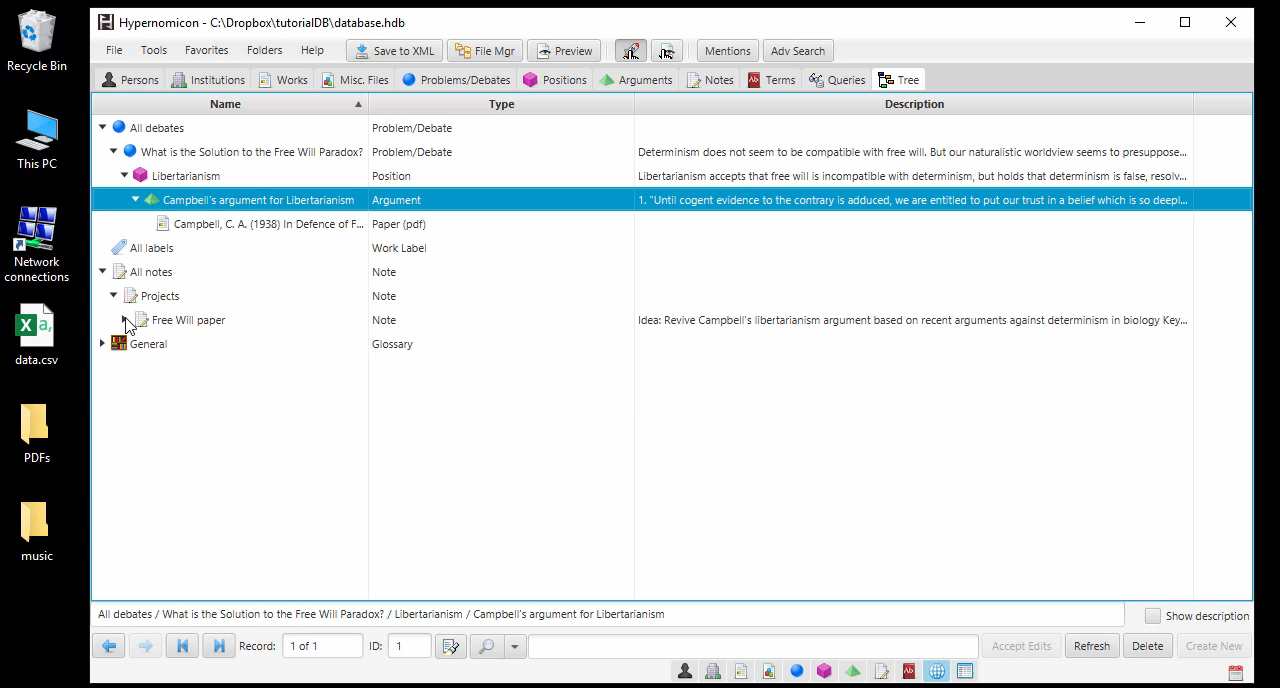 Recycle Bin
This PC
Network
connections
data.csv
PDFs
music
Hypernomicon - C:\Dropbox\tutorialDB\database.hdb
File Tools Favorites Folders Help Save to XML File Mgr Preview Mentions Adv Search
Persons Institutions Works Misc. Files Problems/Debates Positions Arguments Notes Terms Queries Tree
Name Type Description
All debates Problem/Debate
What is the Solution to the Free Will Paradox? Problem/Debate Determinism does not seem to be compatible with free will. But our naturalistic worldview seems to presuppose...
Libertarianism Position Libertarianism accepts that free will is incompatible with determinism, but holds that determinism is false, resolv...
Campbell's argument for Libertarianism Argument 1. "Until cogent evidence to the contrary is adduced, we are entitled to put our trust in a belief which is so deepl...
Campbell, C. A. (1938) In Defence of F... Paper (pdf)
All labels Work Label
All notes Note
Projects Note
Free Will paper Note Idea: Revive Campbell's libertarianism argument based on recent arguments against determinism in biology Key...
General Glossary
All debates / What is the Solution to the Free Will Paradox? / Libertarianism / Campbell's argument for Libertarianism Show description
Record: 1 of 1 ID: 1 Accept Edits Refresh Delete Create New